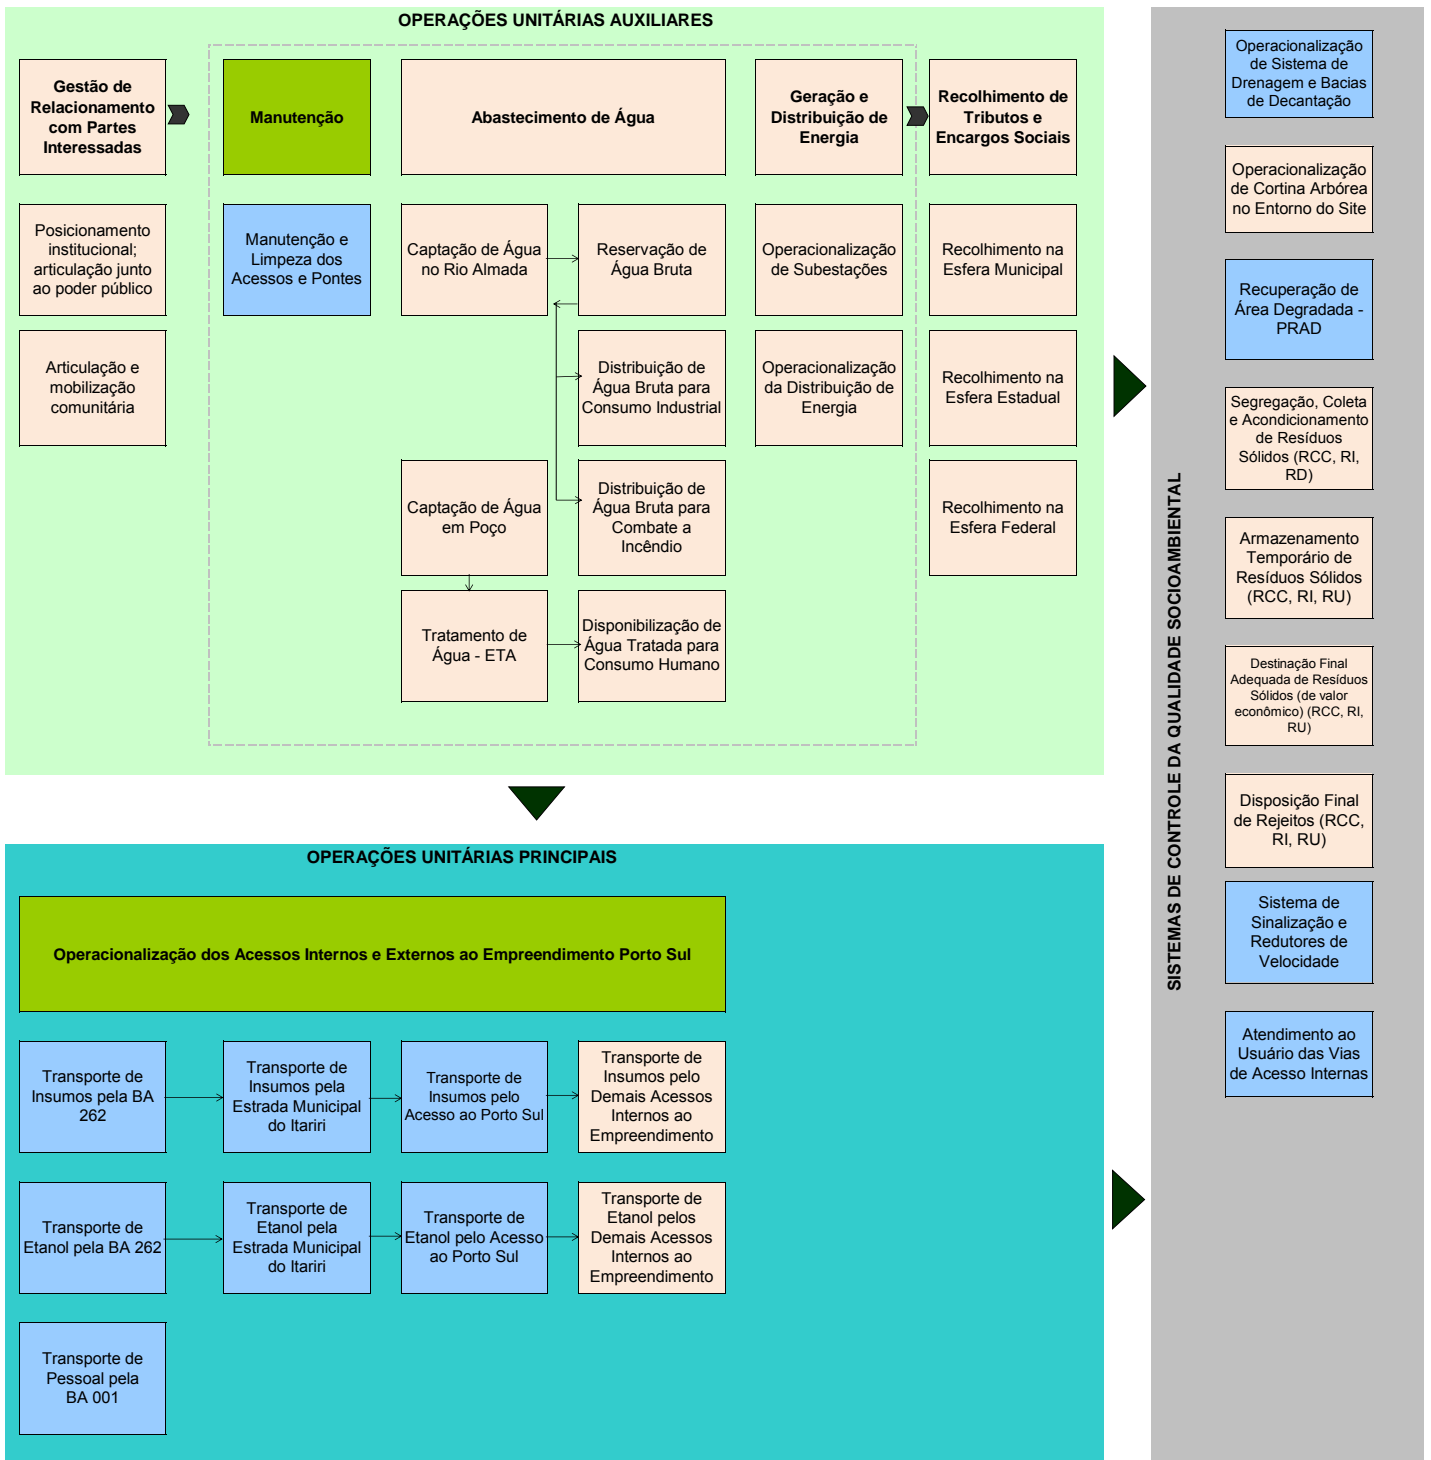 OPERAÇÕES UNITÁRIAS AUXILIARES
Gestão de
Relacionamento
com Partes
Interessadas
Manutenção
Abastecimento de Água
Geração e
Distribuição de
Energia
Recolhimento de
Tributos e
Encargos Sociais
Posicionamento
institucional;
articulação junto
ao poder público
Manutenção e
Limpeza dos
Acessos e Pontes
Captação de Água
no Rio Almada
Reservação de
Água Bruta
Operacionalização
de Subestações
Recolhimento na
Esfera Municipal
Articulação e
mobilização
comunitária
Distribuição de
Água Bruta para
Consumo Industrial
Operacionalização
da Distribuição de
Energia
Recolhimento na
Esfera Estadual
Captação de Água
em Poço
Distribuição de
Água Bruta para
Combate a
Incêndio
Recolhimento na
Esfera Federal
Tratamento de
Água - ETA
Disponibilização de
Água Tratada para
Consumo Humano
OPERAÇÕES UNITÁRIAS PRINCIPAIS
Operacionalização dos Acessos Internos e Externos ao Empreendimento Porto Sul
Transporte de
Insumos pela BA
262
Transporte de
Insumos pela
Estrada Municipal
do Itariri
Transporte de
Insumos pelo
Acesso ao Porto Sul
Transporte de
Insumos pelo
Demais Acessos
Internos ao
Empreendimento
Transporte de
Etanol pela BA 262
Transporte de
Etanol pela
Estrada Municipal
do Itariri
Transporte de
Etanol pelo Acesso
ao Porto Sul
Transporte de
Etanol pelos
Demais Acessos
Internos ao
Empreendimento
Transporte de
Pessoal pela
BA 001
SISTEMAS DE CONTROLE DA QUALIDADE SOCIOAMBIENTAL
Operacionalização
de Sistema de
Drenagem e Bacias
de Decantação
Operacionalização
de Cortina Arbórea
no Entorno do Site
Recuperação de
Área Degradada -
PRAD
Segregação, Coleta
e Acondicionamento
de Resíduos
Sólidos (RCC, RI,
RD)
Armazenamento
Temporário de
Resíduos Sólidos
(RCC, RI, RU)
Destinação Final
Adequada de Resíduos
Sólidos (de valor
econômico) (RCC, RI,
RU)
Disposição Final
de Rejeitos (RCC,
RI, RU)
Sistema de
Sinalização e
Redutores de
Velocidade
Atendimento ao
Usuário das Vias
de Acesso Internas